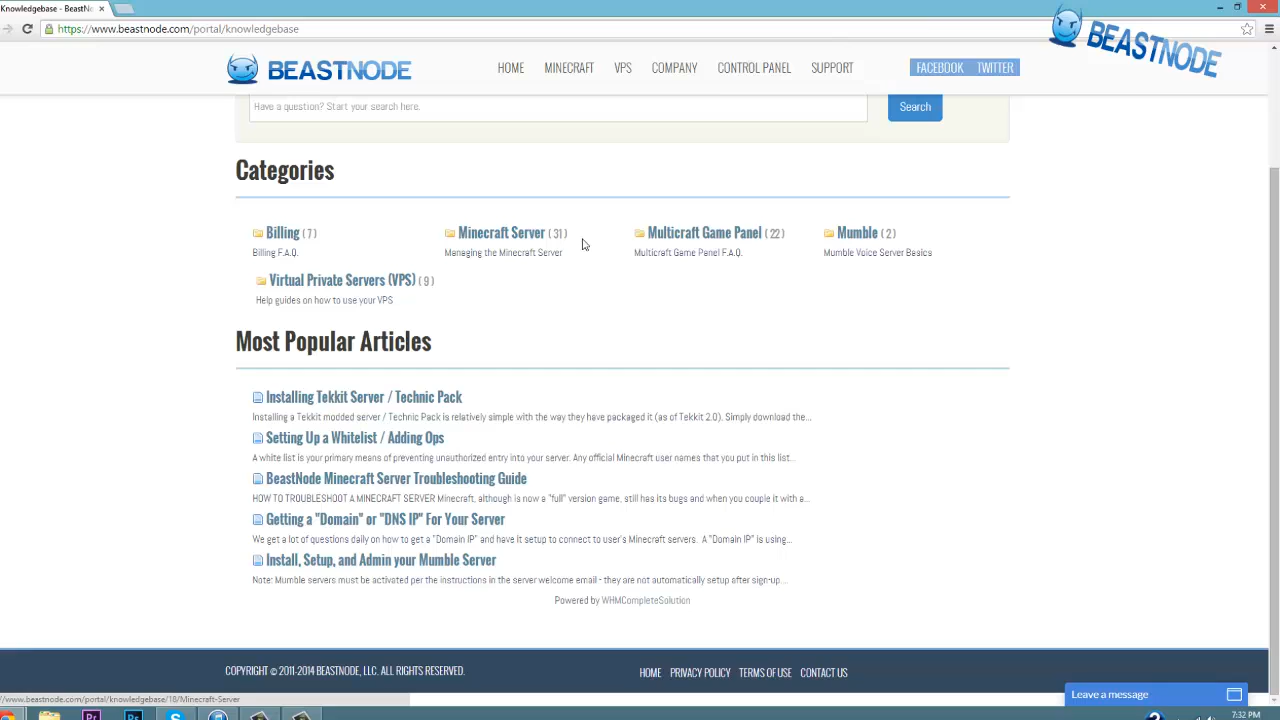 Knowledgebase - BeastN
https://www.beastnode.com/portal/knowledgebase
BEASTNODE
BEASTNODE
HOME MINECRAFT VPS COMPANY CONTROL PANEL SUPPORT FACEBOOK TWITTER
Have a question? Start your search here.
Search
Categories
Billing ( 7 )
Billing F.A.Q.
Minecraft Server ( 31 )
Managing the Minecraft Server
Multicraft Game Panel ( 22 )
Multicraft Game Panel F.A.Q.
Mumble ( 2 )
Mumble Voice Server Basics
Virtual Private Servers (VPS) ( 9 )
Help guides on how to use your VPS
Most Popular Articles
Installing Tekkit Server / Technic Pack
Installing a Tekkit modded server / Technic Pack is relatively simple with the way they have packaged it (as of Tekkit 2.0). Simply download the...
Setting Up a Whitelist / Adding Ops
A white list is your primary means of preventing unauthorized entry into your server. Any official Minecraft user names that you put in this list...
BeastNode Minecraft Server Troubleshooting Guide
HOW TO TROUBLESHOOT A MINECRAFT SERVER Minecraft, although is now a "full" version game, still has its bugs and when you couple it with a...
Getting a "Domain" or "DNS IP" For Your Server
We get a lot of questions daily on how to get a "Domain IP" and have it setup to connect to user's Minecraft servers. A "Domain IP" is using...
Install, Setup, and Admin your Mumble Server
Note: Mumble servers must be activated per the instructions in the server welcome email - they are not automatically setup after sign-up...
Powered by WHMCompleteSolution
COPYRIGHT © 2011-2014 BEASTNODE, LLC. ALL RIGHTS RESERVED.
HOME PRIVACY POLICY TERMS OF USE CONTACT US
Leave a message
//www.beastnode.com/portal/knowledgebase/18/Minecraft-Server
Pr Ps
7:32 PM